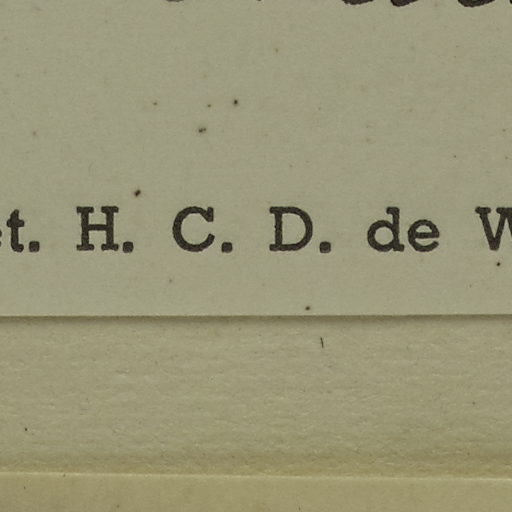 et. H. C. D. de W